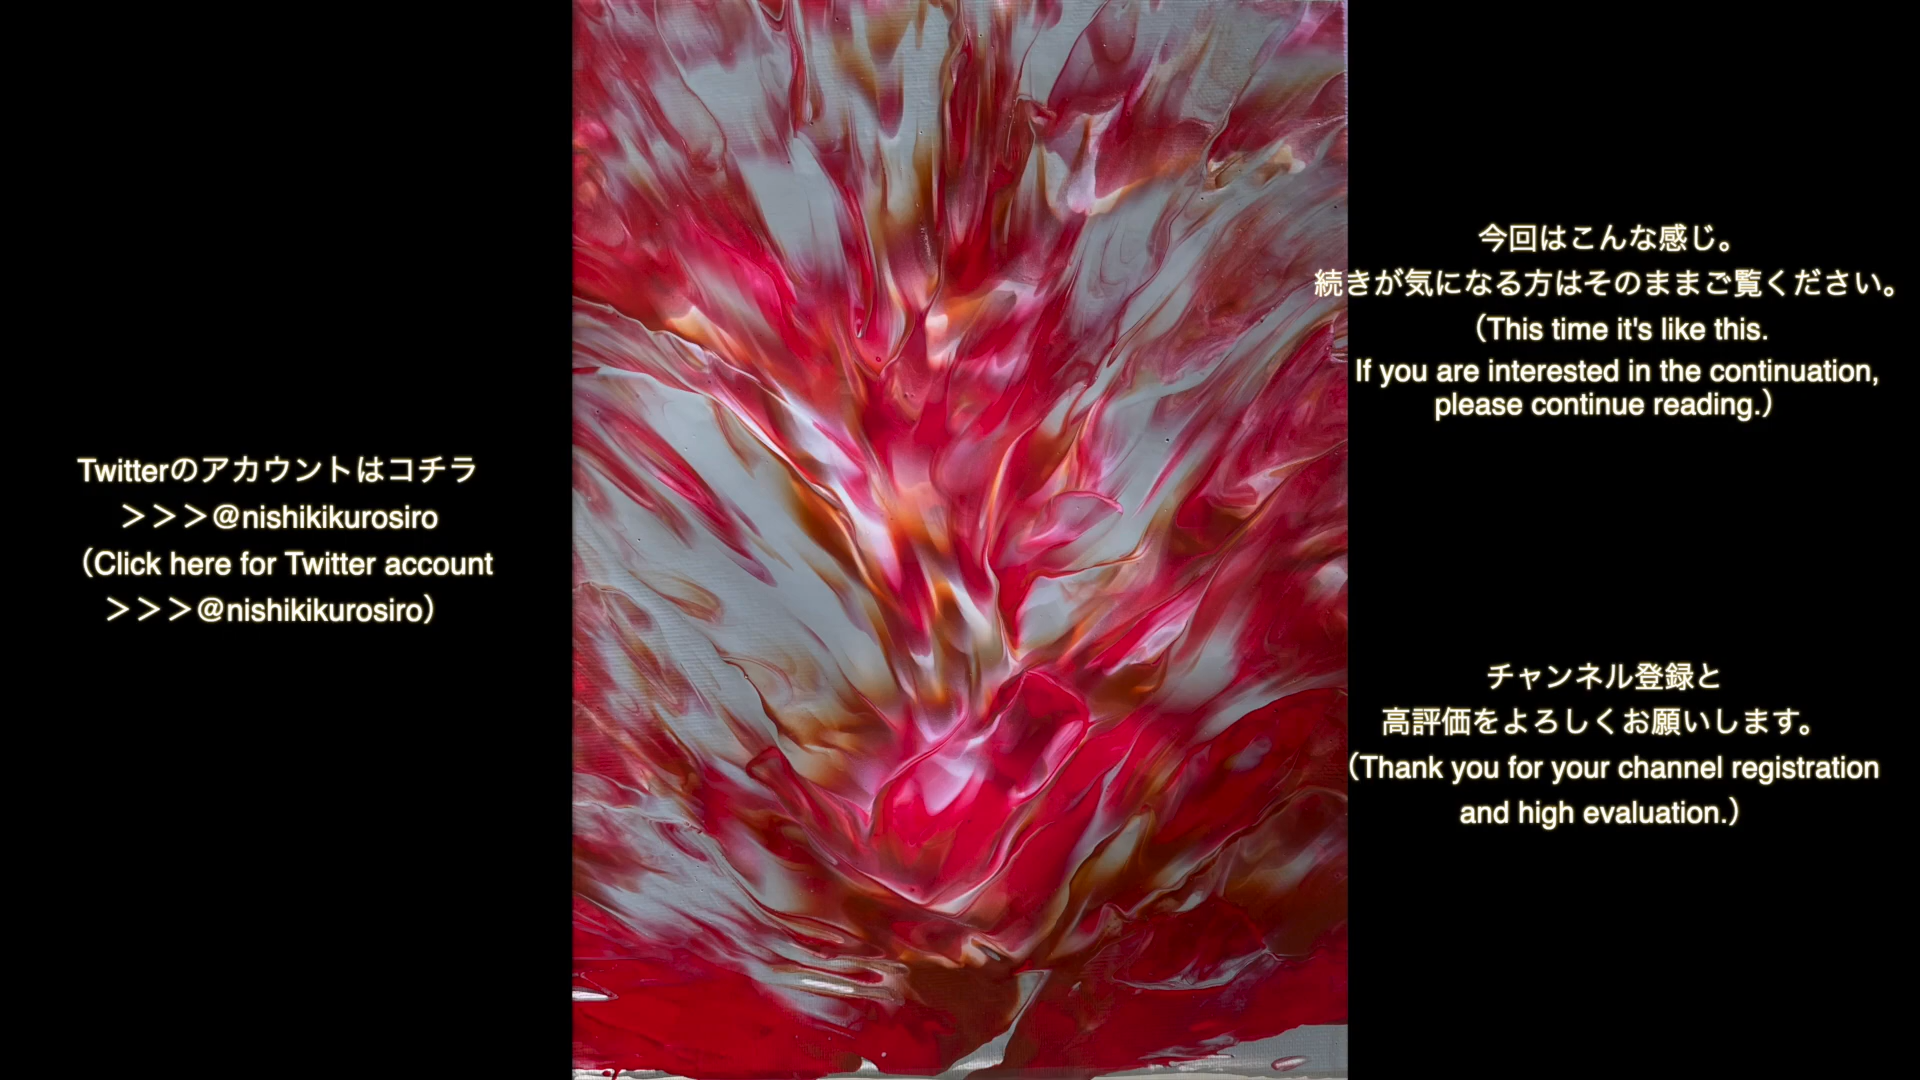 Twitterのアカウントはコチラ
＞＞＞@nishikikurosiro
（Click here for Twitter account
＞＞＞@nishikikurosiro）
今回はこんな感じ。
続きが気になる方はそのままご覧ください。
（This time it's like this.
If you are interested in the continuation,
please continue reading.）
チャンネル登録と
高評価をよろしくお願いします。
（Thank you for your channel registration
and high evaluation.）